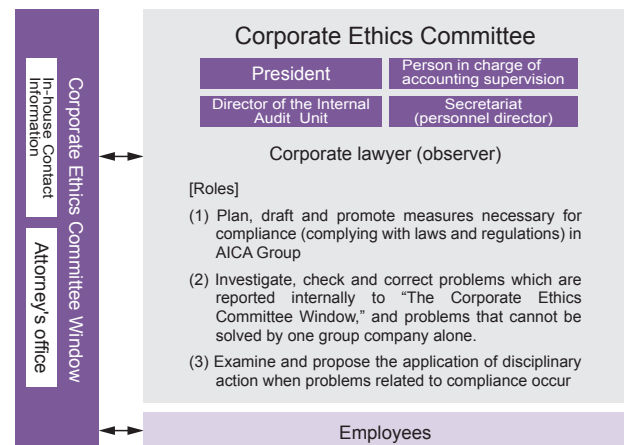 Corporate Ethics Committee Window
In-house Contact
Information
Attorney's office
Corporate Ethics Committee
President
Person in charge of
accounting supervision
Director of the Internal
Audit Unit
Secretariat
(personnel director)
Corporate lawyer (observer)
[Roles]
(1) Plan, draft and promote measures necessary for
compliance (complying with laws and regulations) in
AICA Group
(2) Investigate, check and correct problems which are
reported internally to “The Corporate Ethics
Committee Window,” and problems that cannot be
solved by one group company alone.
(3) Examine and propose the application of disciplinary
action when problems related to compliance occur
Employees